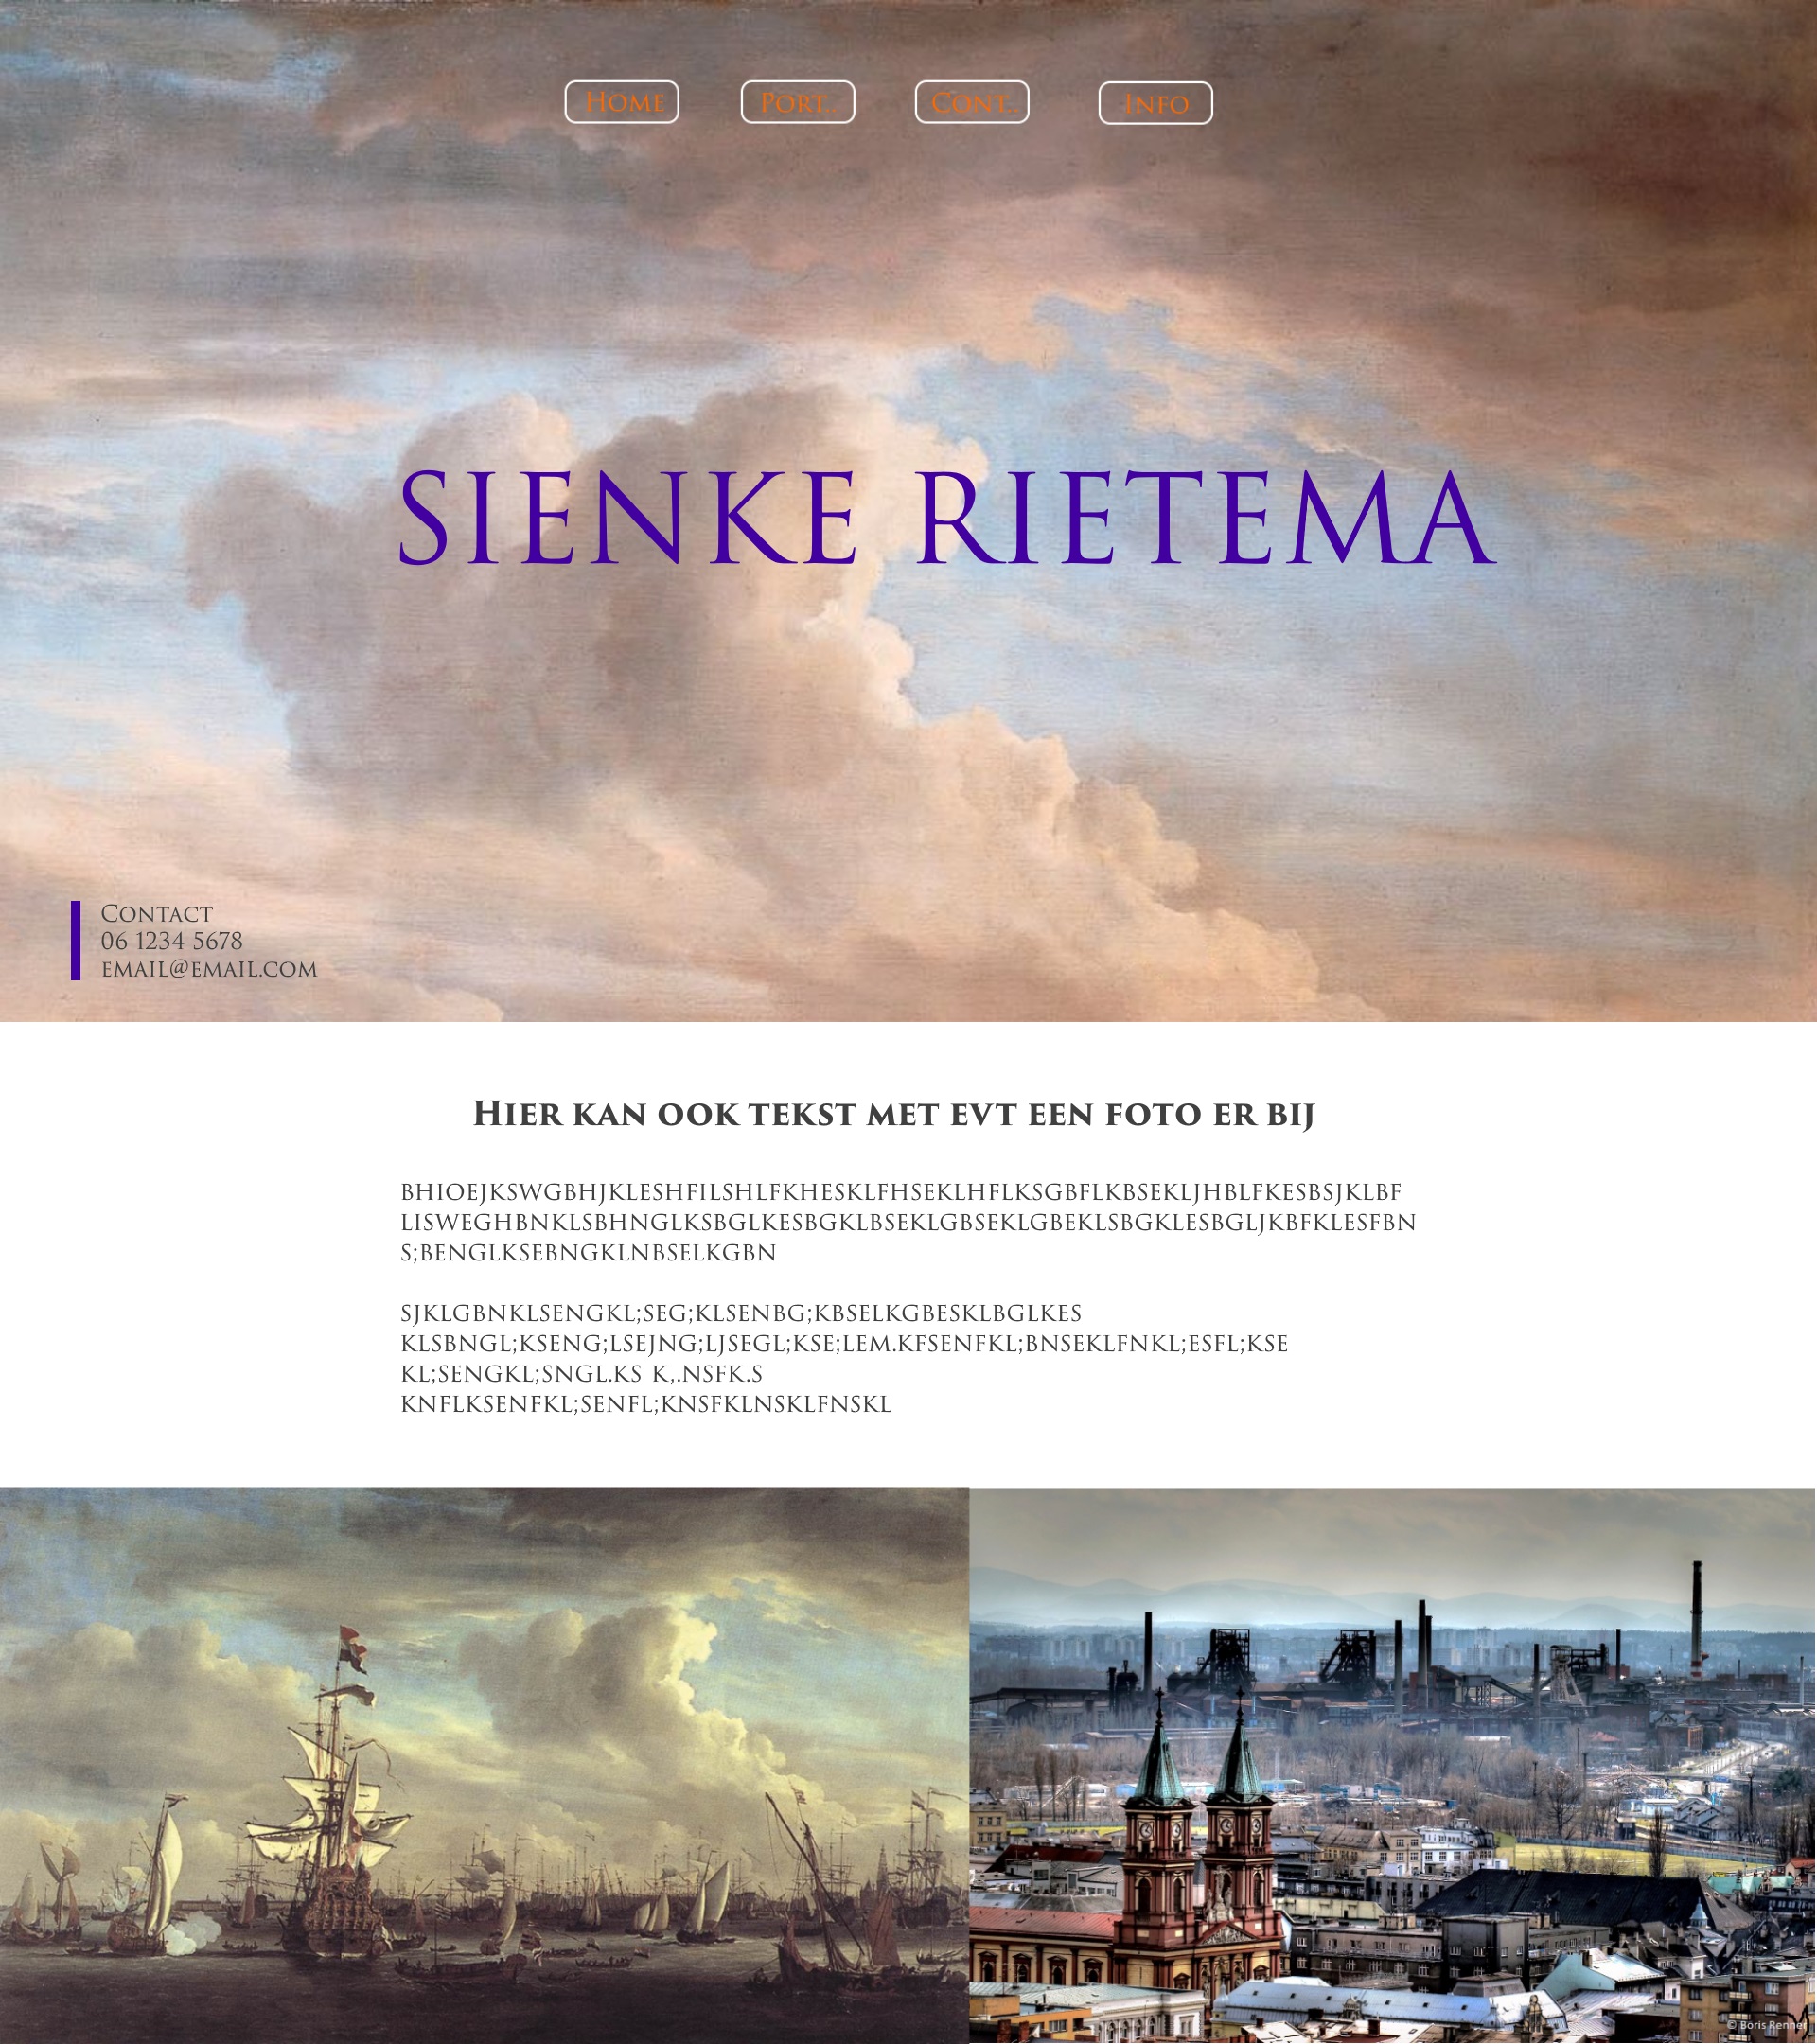 Home Port.. Cont.. Info
SIENKE RIETEMA
Contact
06 1234 5678
email@email.com
Hier kan ook tekst met evt een foto er bij
BHIOEJKSWGBHJKLESHFILSHLFKHESKLFHSEKLHFLKSGBFLKBSEKLJHBLFKESBSJKLBF
LISWEGHBNKLSBHNGLKSBGLKESBGKLBSEKLGBSEKLGBEKLSBGKLESBGLJKBFKLESFBN
S;BENGLKSEBNGKLNBSELKGBN
SJKLGBNKLSENGKL;SEG;KLSENBG;KBSELKGBESKLBGLKES
KLSBNGL;KSENG;LSEJNG;LJSEGL;KSE;LEM.KFSENFKL;BNSEKLFNKL;ESFL;KSE
KL;SENGKL;SNGL.KS K,.NSFK.S
KNFLKSENFKL;SENFL;KNSFKLNSKLFNSKL
© Boris Renner